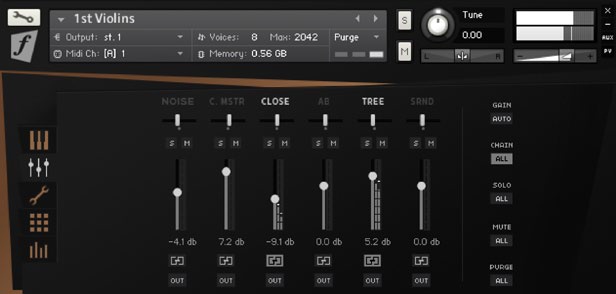 1st Violins
S
Tune
Output: st. 1
Voices: 8 Max: 2042
Purge
0.00
Midi Ch: [A] 1
Memory: 0.56 GB
M
L R
AUX
PV
NOISE C. MSTR CLOSE AB TREE SRND
GAIN
AUTO
S M S M S M S M S M S M
CHAIN
ALL
SOLO
ALL
-4.1 db 7.2 db -9.1 db 0.0 db 5.2 db 0.0 db
MUTE
ALL
PURGE
OUT OUT OUT OUT OUT OUT
ALL